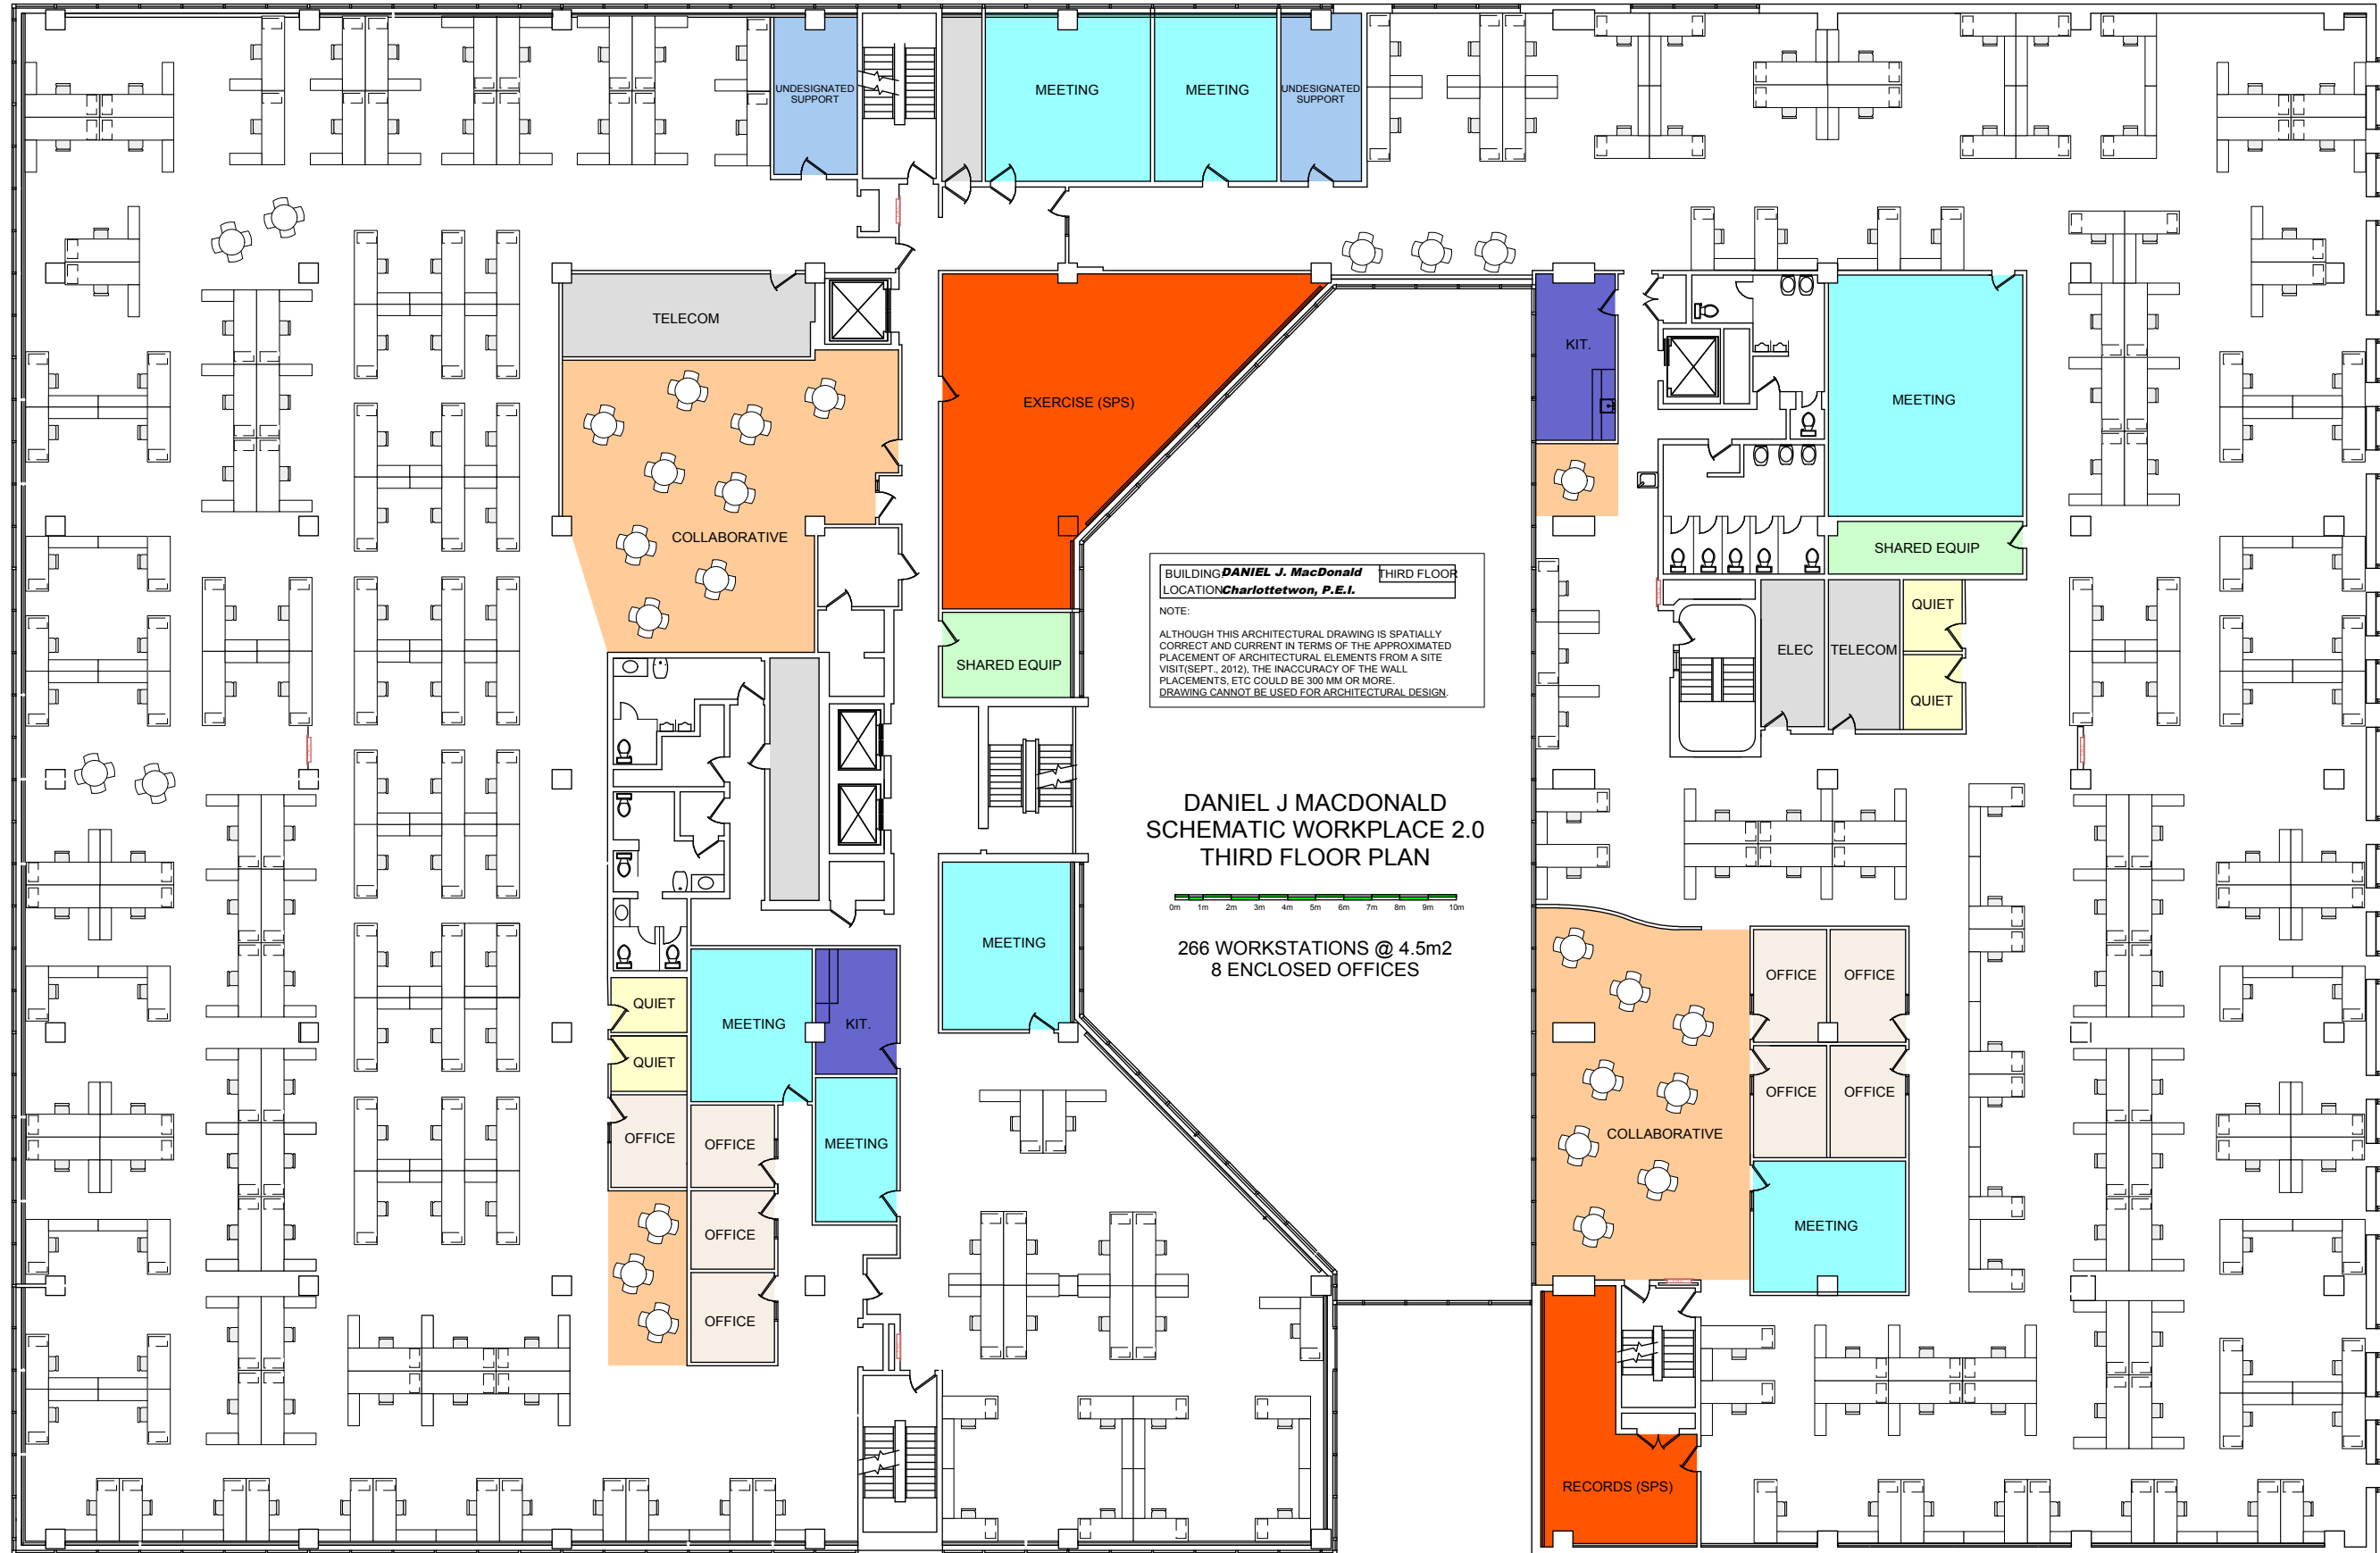 UNDESIGNATED
SUPPORT
MEETING
MEETING
UNDESIGNATED
SUPPORT
TELECOM
EXERCISE (SPS)
KIT.
MEETING
COLLABORATIVE
SHARED EQUIP
BUILDING: DANIEL J. MacDonald THIRD FLOOR
LOCATION: Charlottetwon, P.E.I.
NOTE:
ALTHOUGH THIS ARCHITECTURAL DRAWING IS SPATIALLY
CORRECT AND CURRENT IN TERMS OF THE APPROXIMATED
PLACEMENT OF ARCHITECTURAL ELEMENTS FROM A SITE
VISIT(SEPT., 2012), THE INACCURACY OF THE WALL
PLACEMENTS, ETC COULD BE 300 MM OR MORE.
DRAWING CANNOT BE USED FOR ARCHITECTURAL DESIGN.
SHARED EQUIP
ELEC
TELECOM
QUIET
QUIET
DANIEL J MACDONALD
SCHEMATIC WORKPLACE 2.0
THIRD FLOOR PLAN
0m 1m 2m 3m 4m 5m 6m 7m 8m 9m 10m
266 WORKSTATIONS @ 4.5m2
8 ENCLOSED OFFICES
MEETING
QUIET
QUIET
MEETING
KIT.
OFFICE
OFFICE
MEETING
OFFICE
OFFICE
OFFICE
OFFICE
OFFICE
OFFICE
COLLABORATIVE
MEETING
RECORDS (SPS)